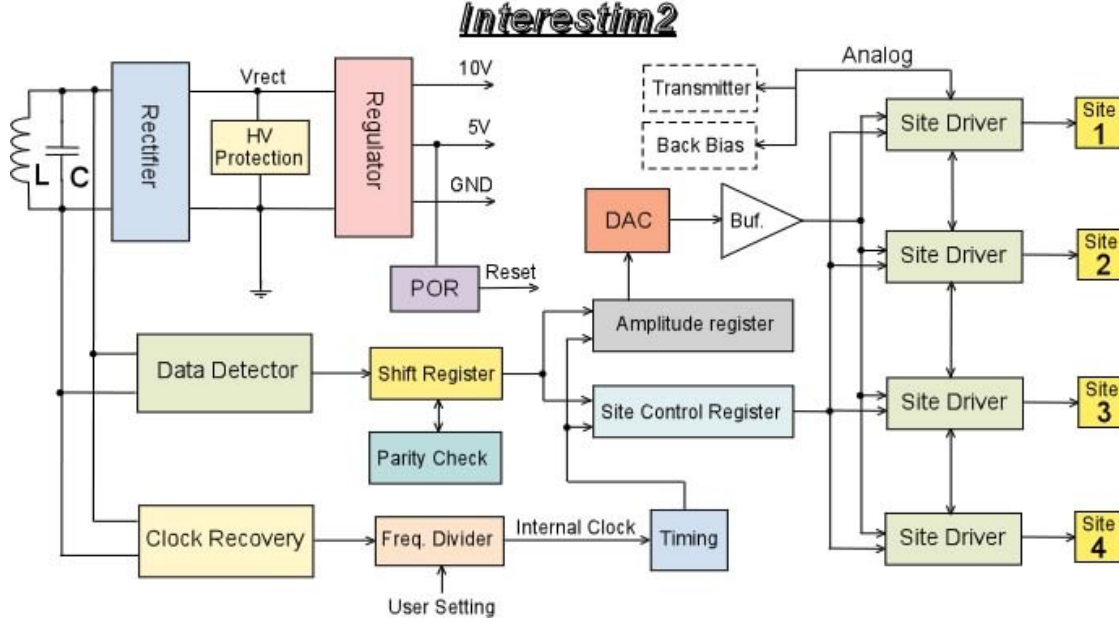 Interestim2
Rectifier
Vrect
HV
Protection
Regulator
10V
5V
GND
L
C
POR
Reset
Transmitter
Back Bias
Analog
DAC
Buf.
Site Driver
Site
1
Site Driver
Site
2
Amplitude register
Data Detector
Shift Register
Site Control Register
Site Driver
Site
3
Parity Check
Clock Recovery
Freq. Divider
Internal Clock
Timing
Site Driver
Site
4
User Setting